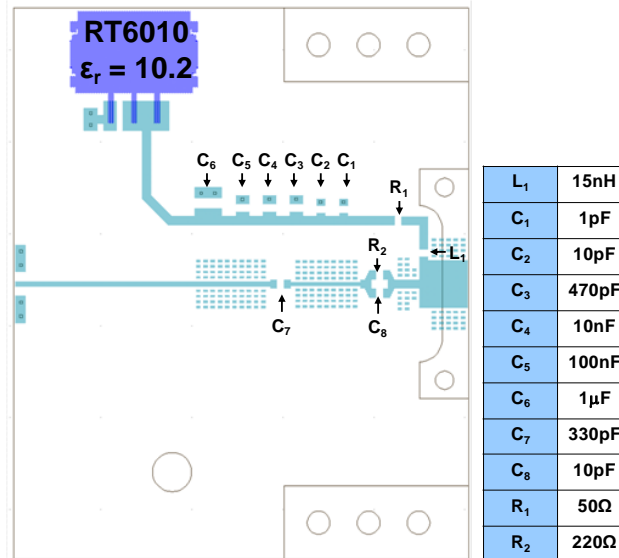 RT6010
εr = 10.2
C6
C5
C4
C3
C2
C1
R1
R2
L1
C7
C8
L1 15nH
C1 1pF
C2 10pF
C3 470pF
C4 10nF
C5 100nF
C6 1μF
C7 330pF
C8 10pF
R1 50Ω
R2 220Ω